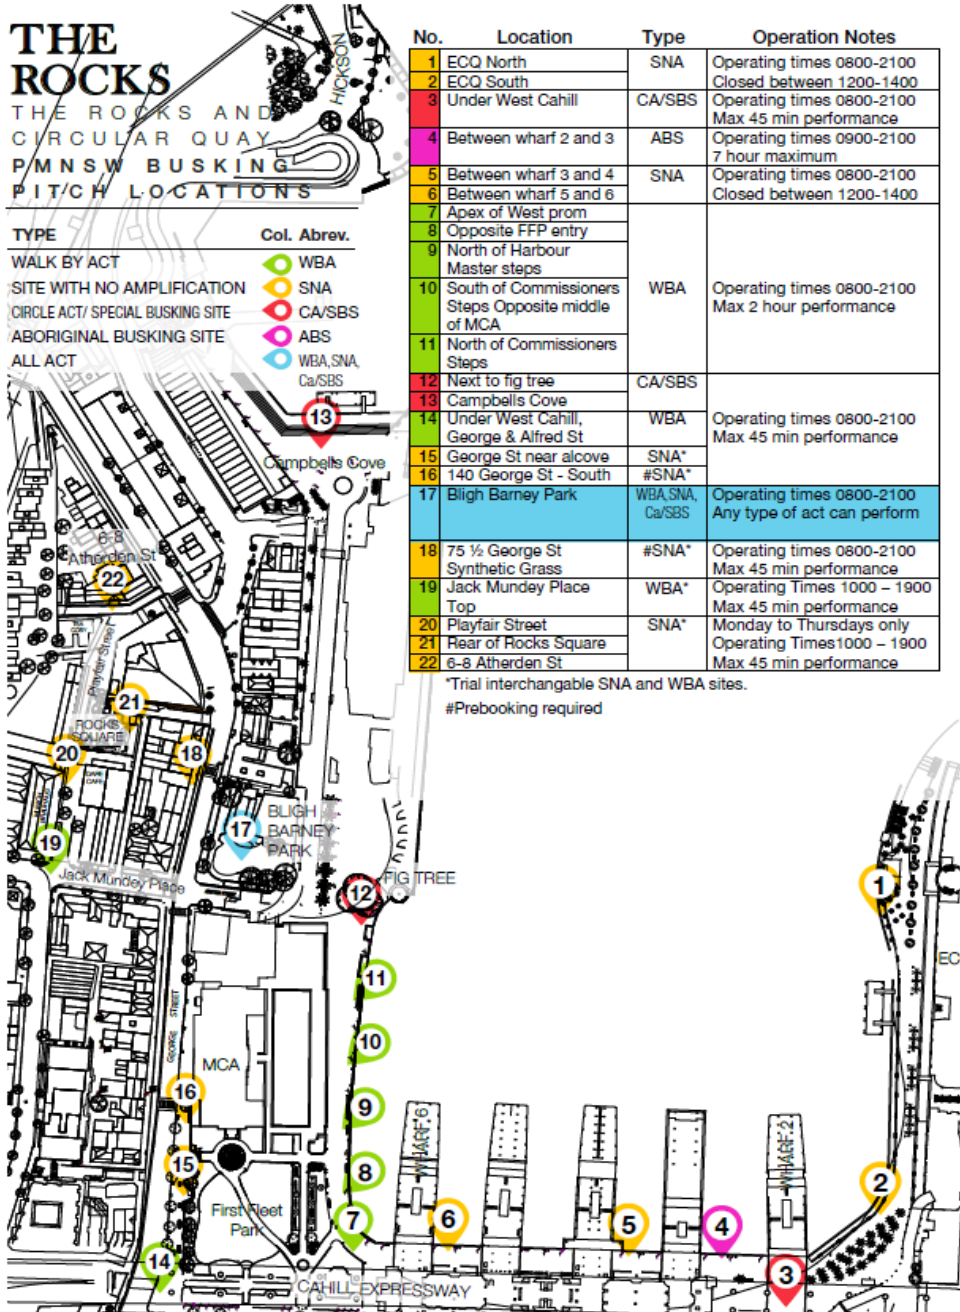 THE
ROCKS
THE ROCKS AND
CIRCULAR QUAY
PMNSW BUSKING
PITCH LOCATIONS
TYPE Col. Abrev.
WALK BY ACT WBA
SITE WITH NO AMPLIFICATION SNA
CIRCLE ACT/ SPECIAL BUSKING SITE CA/SBS
ABORIGINAL BUSKING SITE ABS
ALL ACT WBA,SNA,
Ca/SBS
HICKSON
No. Location Type Operation Notes
1 ECQ North SNA Operating times 0800-2100
2 ECQ South Closed between 1200-1400
3 Under West Cahill CA/SBS Operating times 0800-2100
Max 45 min performance
4 Between wharf 2 and 3 ABS Operating times 0900-2100
7 hour maximum
5 Between wharf 3 and 4 SNA Operating times 0800-2100
6 Between wharf 5 and 6 Closed between 1200-1400
7 Apex of West prom
8 Opposite FFP entry
9 North of Harbour
Master steps
10 South of Commissioners WBA Operating times 0800-2100
Steps Opposite middle Max 2 hour performance
of MCA
11 North of Commissioners
Steps
12 Next to fig tree CA/SBS
13 Campbells Cove
14 Under West Cahill, WBA Operating times 0800-2100
George & Alfred St Max 45 min performance
15 George St near alcove SNA*
16 140 George St - South #SNA*
17 Bligh Barney Park WBA,SNA, Operating times 0800-2100
Ca/SBS Any type of act can perform
18 75 ½ George St #SNA* Operating times 0800-2100
Synthetic Grass Max 45 min performance
19 Jack Mundey Place WBA* Operating Times 1000 – 1900
Top Max 45 min performance
20 Playfair Street SNA* Monday to Thursdays only
21 Rear of Rocks Square Operating Times1000 – 1900
22 6-8 Atherden St Max 45 min performance
*Trial interchangable SNA and WBA sites.
#Prebooking required
13
Campbells Cove
6-8
Atherden St
22
Playfair Street
21
ROCKS
SQUARE
20
18
CAFE
19
17
BLIGH
BARNEY
PARK
Jack Mundey Place
12
FIG TREE
1
EC
11
GEORGE STREET
MCA
10
16
9
WHARF 6
WHARF 2
15
8
2
First Fleet
Park
7
6
5
4
14
3
CAHILL EXPRESSWAY